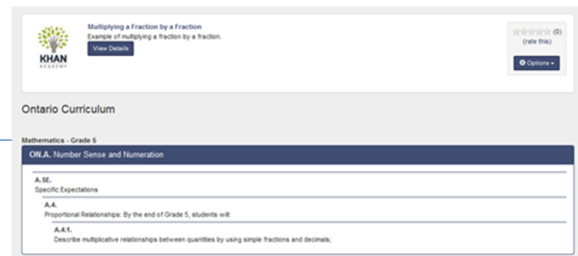 Multiplying a Fraction by a Fraction
Example of multiplying a fraction by a fraction.
View Details
KHAN
ACADEMY
(0)
(rate this)
Options
Ontario Curriculum
Mathematics - Grade 5
ON.A. Number Sense and Numeration
A.SE.
Specific Expectations
A.4.
Proportional Relationships: By the end of Grade 5, students will:
A.4.1.
Describe multiplicative relationships between quantities by using simple fractions and decimals;